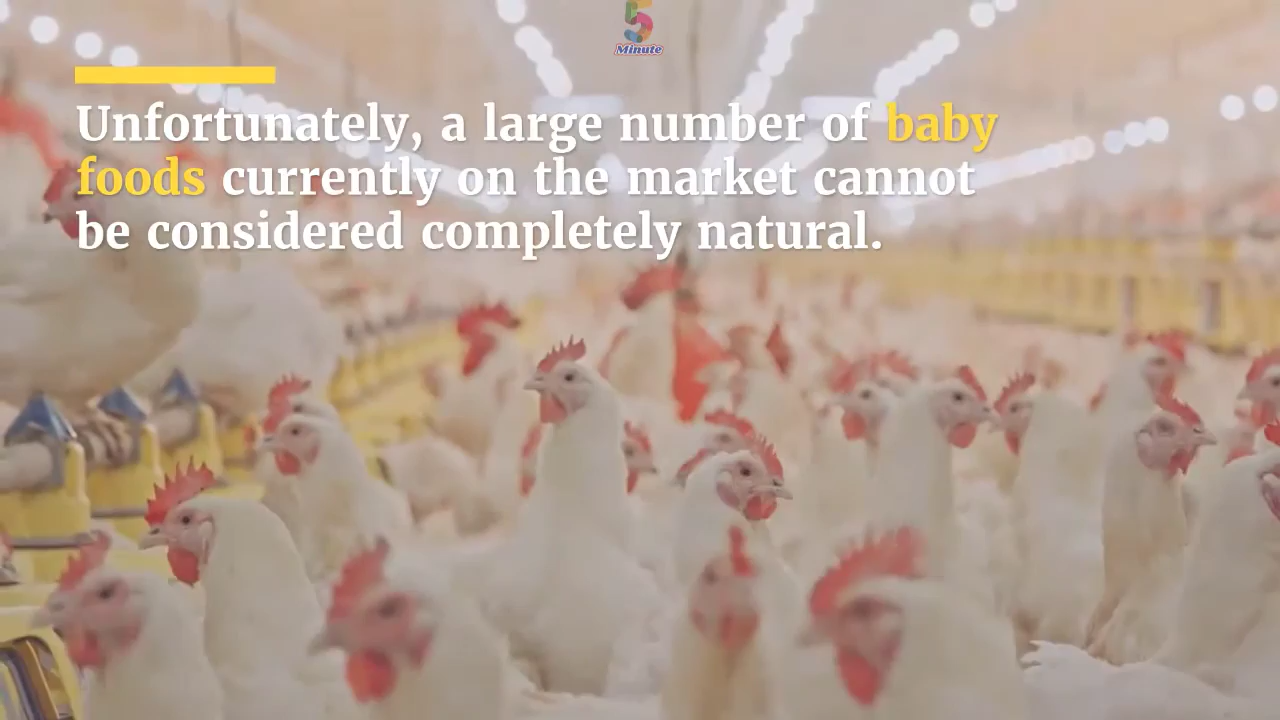 5
Minute
Unfortunately, a large number of baby
foods currently on the market cannot
be considered completely natural.